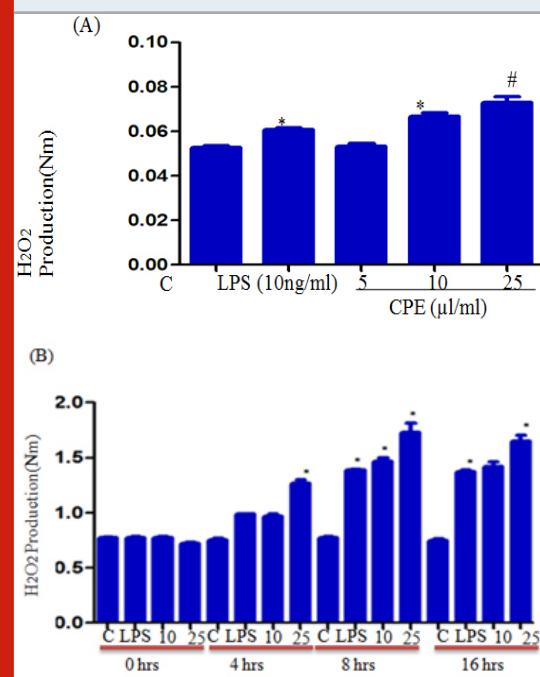 (A)
H2O2
Production(Nm)
0.10
0.08
0.06
0.04
0.02
0.00
* * #
C LPS (10ng/ml) 5 10 25
CPE (µl/ml)
(B)
H2O2 Production(Nm)
2.0
1.5
1.0
0.5
0.0
* * * * * *
C LPS 10 25 C LPS 10 25 C LPS 10 25 C LPS 10 25
0 hrs 4 hrs 8 hrs 16 hrs